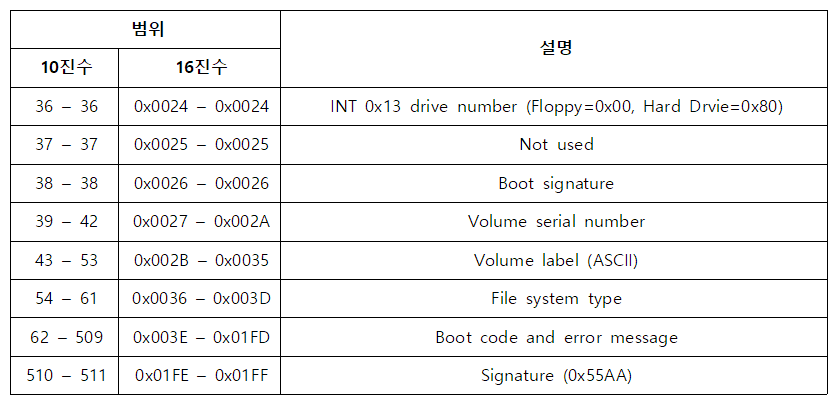 범위 설명
10진수 16진수
36 – 36 0x0024 – 0x0024 INT 0x13 drive number (Floppy=0x00, Hard Drvie=0x80)
37 – 37 0x0025 – 0x0025 Not used
38 – 38 0x0026 – 0x0026 Boot signature
39 – 42 0x0027 – 0x002A Volume serial number
43 – 53 0x002B – 0x0035 Volume label (ASCII)
54 – 61 0x0036 – 0x003D File system type
62 – 509 0x003E – 0x01FD Boot code and error message
510 – 511 0x01FE – 0x01FF Signature (0x55AA)